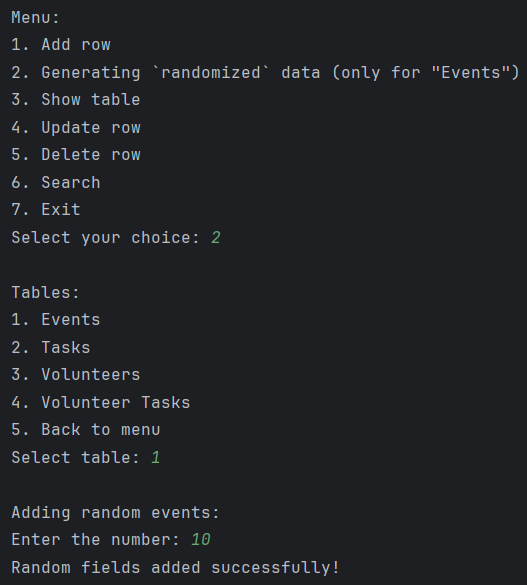 Menu:
1. Add row
2. Generating `randomized` data (only for "Events")
3. Show table
4. Update row
5. Delete row
6. Search
7. Exit
Select your choice: 2
Tables:
1. Events
2. Tasks
3. Volunteers
4. Volunteer Tasks
5. Back to menu
Select table: 1
Adding random events:
Enter the number: 10
Random fields added successfully!